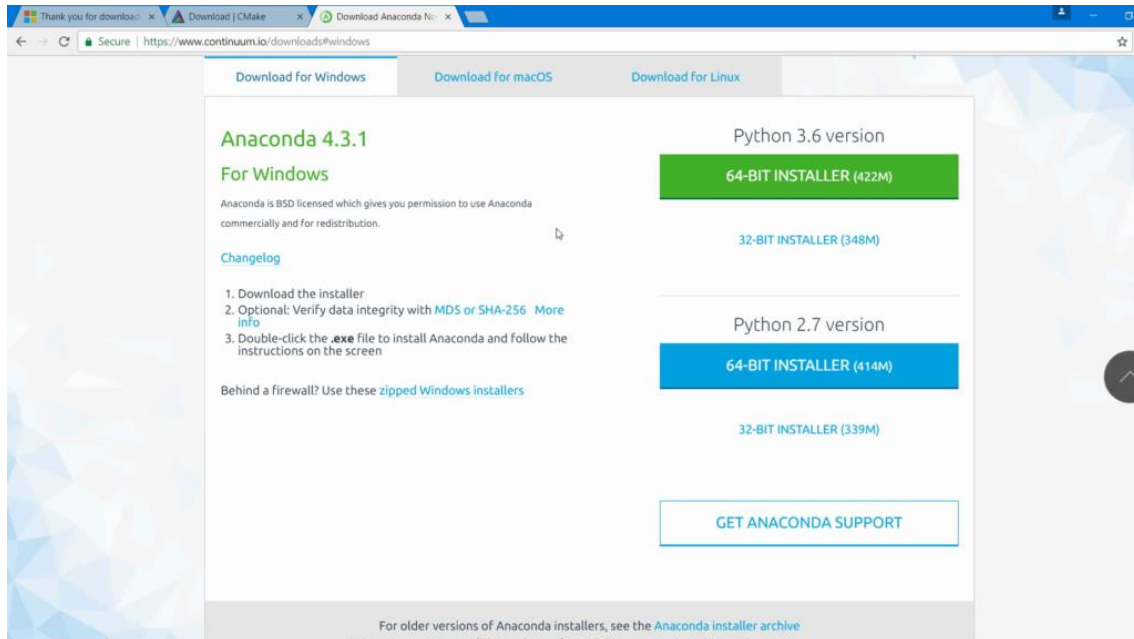 Thank you for download
Download | CMake
Download Anaconda No
Secure | https://www.continuum.io/downloads#windows
Download for Windows
Download for macOS
Download for Linux
Anaconda 4.3.1
For Windows
Anaconda is BSD licensed which gives you permission to use Anaconda
commercially and for redistribution.
Changelog
1. Download the installer
2. Optional: Verify data integrity with MD5 or SHA-256 More
info
3. Double-click the .exe file to install Anaconda and follow the
instructions on the screen
Behind a firewall? Use these zipped Windows installers
Python 3.6 version
64-BIT INSTALLER (422M)
32-BIT INSTALLER (348M)
Python 2.7 version
64-BIT INSTALLER (414M)
32-BIT INSTALLER (339M)
GET ANACONDA SUPPORT
For older versions of Anaconda installers, see the Anaconda installer archive